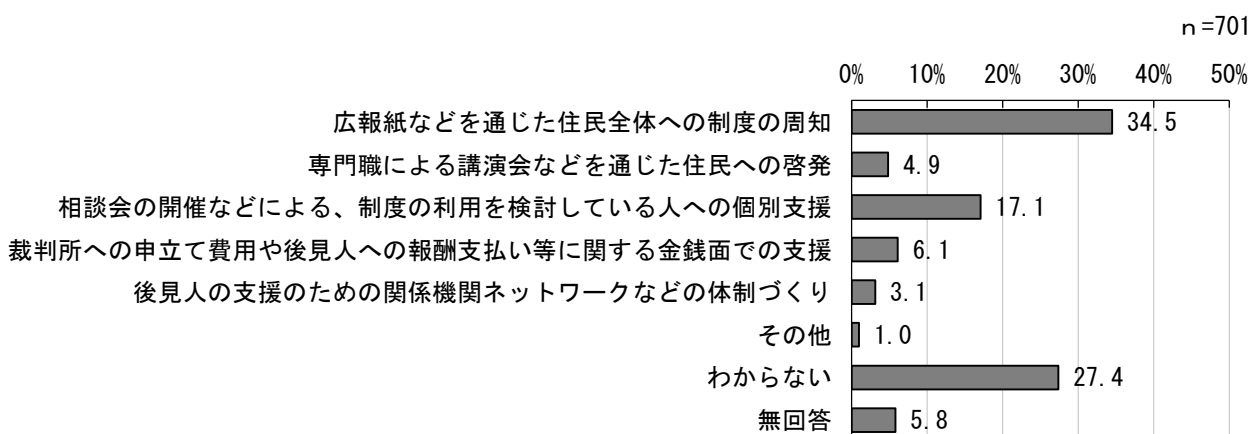 n=701
0% 10% 20% 30% 40% 50%
広報紙などを通じた住民全体への制度の周知 34.5
専門職による講演会などを通じた住民への啓発 4.9
相談会の開催などによる、制度の利用を検討している人への個別支援 17.1
裁判所への申立て費用や後見人への報酬支払い等に関する金銭面での支援 6.1
後見人の支援のための関係機関ネットワークなどの体制づくり 3.1
その他 1.0
わからない 27.4
無回答 5.8